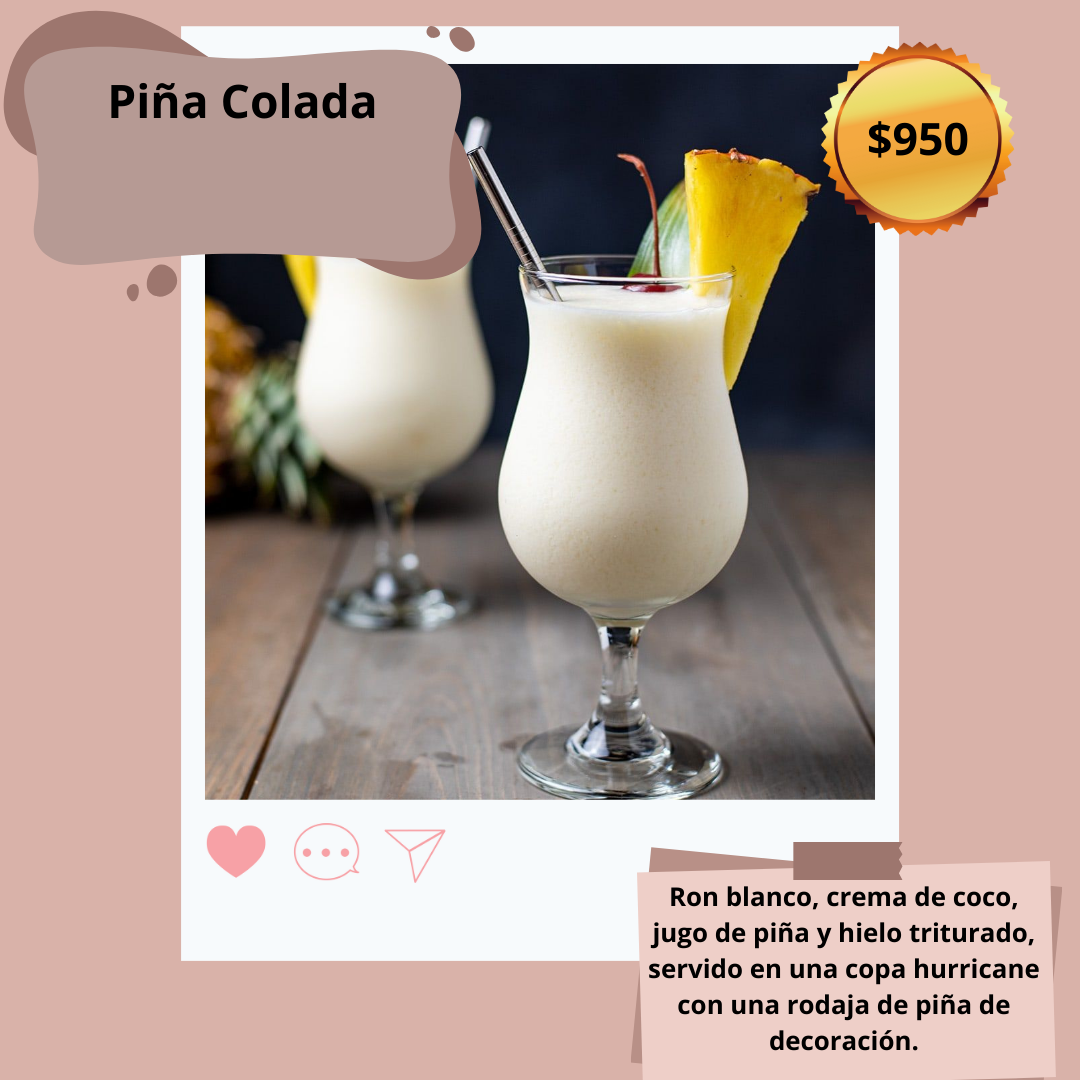 Piña Colada
$950
Ron blanco, crema de coco,
jugo de piña y hielo triturado,
servido en una copa hurricane
con una rodaja de piña de
decoración.